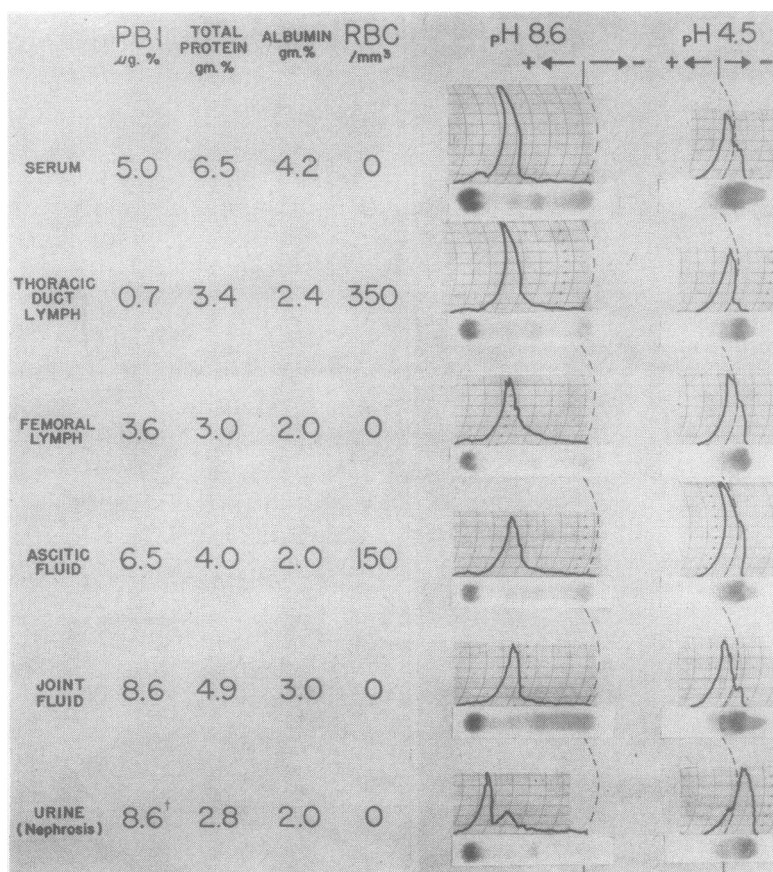 PBI TOTAL PROTEIN ALBUMIN RBC pH 8.6 pH 4.5
μg. % gm. % gm. % /mm³ + − + −
SERUM 5.0 6.5 4.2 0
THORACIC DUCT LYMPH 0.7 3.4 2.4 350
FEMORAL LYMPH 3.6 3.0 2.0 0
ASCITIC FLUID 6.5 4.0 2.0 150
JOINT FLUID 8.6 4.9 3.0 0
URINE (Nephrosis) 8.6† 2.8 2.0 0